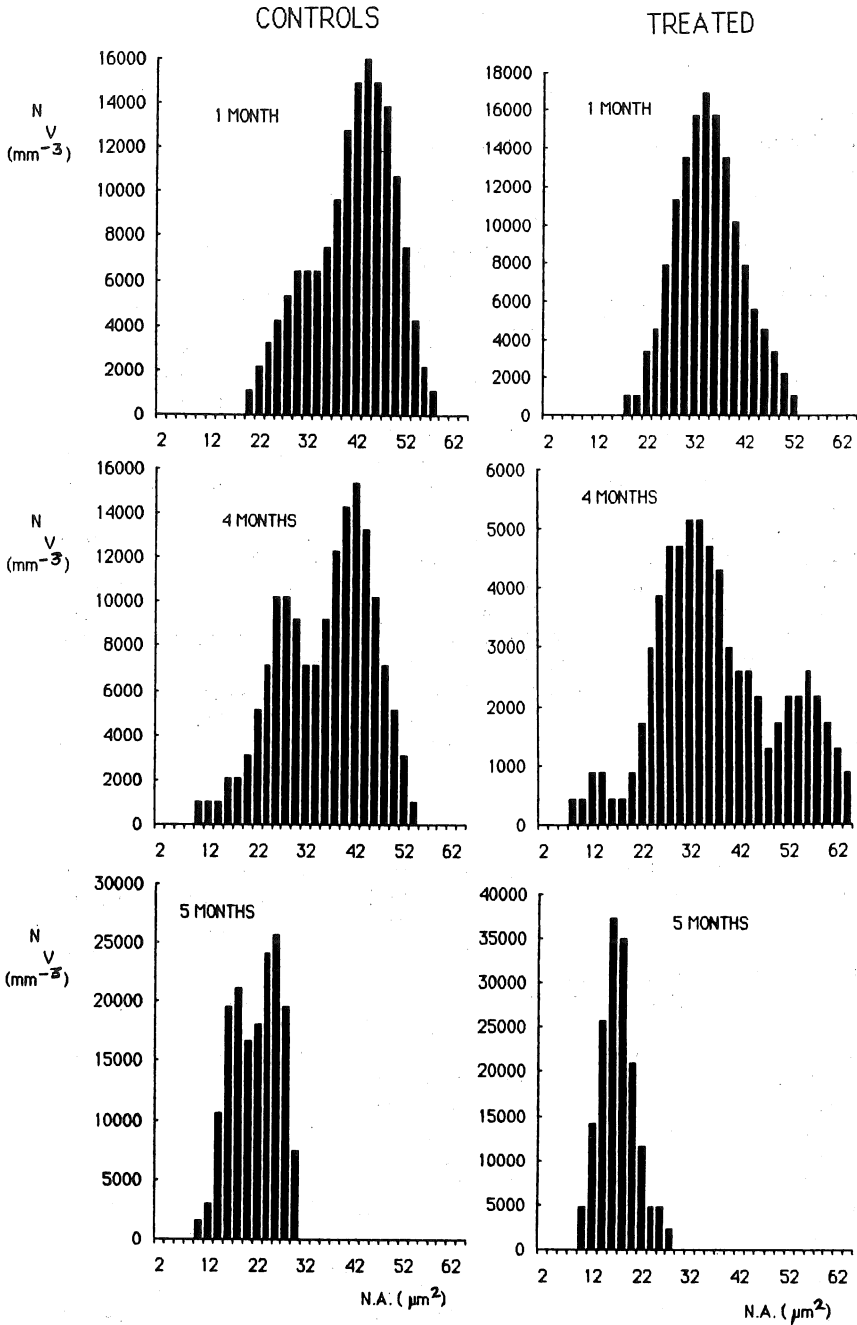 CONTROLS
TREATED
N
V
(mm⁻³)
16000
14000
12000
10000
8000
6000
4000
2000
0
1 MONTH
2 12 22 32 42 52 62
18000
16000
14000
12000
10000
8000
6000
4000
2000
0
1 MONTH
2 12 22 32 42 52 62
N
V
(mm⁻³)
16000
14000
12000
10000
8000
6000
4000
2000
0
4 MONTHS
2 12 22 32 42 52 62
6000
5000
4000
3000
2000
1000
0
4 MONTHS
2 12 22 32 42 52 62
N
V
(mm⁻³)
30000
25000
20000
15000
10000
5000
0
5 MONTHS
2 12 22 32 42 52 62
N.A. (µm²)
40000
35000
30000
25000
20000
15000
10000
5000
0
5 MONTHS
2 12 22 32 42 52 62
N.A. (µm²)